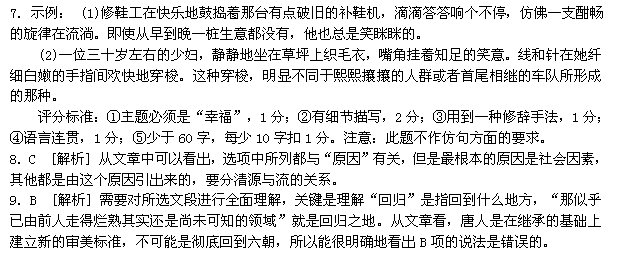 7. 示例: (1)修鞋工在快乐地鼓捣着那台有点破旧的补鞋机，滴滴答答响个不停，仿佛一支酣畅
的旋律在流淌。即使从早到晚一桩生意都没有，他也总是笑眯眯的。
(2)一位三十岁左右的少妇，静静地坐在草坪上织毛衣，嘴角挂着知足的笑意。线和针在她纤
细白嫩的手指间欢快地穿梭。这种穿梭，明显不同于熙熙攘攘的人群或者首尾相继的车队所形成
的那种。
评分标准：①主题必须是“幸福”，1分；②有细节描写，2分；③用到一种修辞手法，1分；
④语言连贯，1分；⑤少于60字，每少10字扣1分。注意：此题不作仿句方面的要求。
8. C [解析] 从文章中可以看出，选项中所列都与“原因”有关，但是最根本的原因是社会因素，
其他都是由这个原因引出来的，要分清源与流的关系。
9. B [解析] 需要对所选文段进行全面理解，关键是理解“回归”是指回到什么地方，“那似乎
已由前人走得烂熟其实还是尚未可知的领域”就是回归之地。从文章看，唐人是在继承的基础上
建立新的审美标准，不可能是彻底回到六朝，所以能很明确地看出B项的说法是错误的。